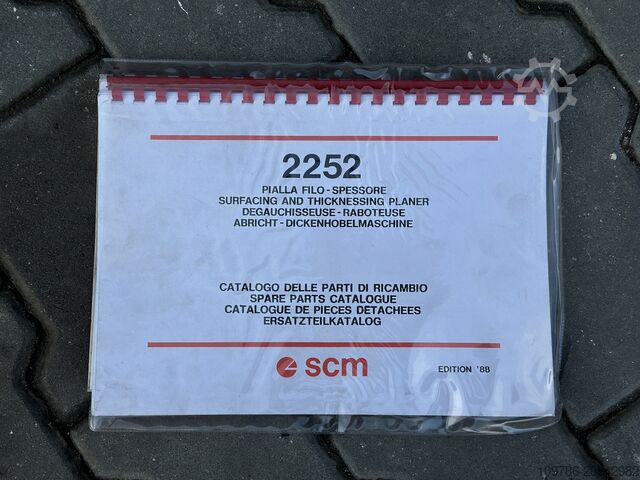 2252
PIALLA FILO-SPESSORE
SURFACING AND THICKNESSING PLANER
DEGAUCHISSEUSE-RABOTEUSE
ABRICHT-DICKENHOBELMASCHINE
CATALOGO DELLE PARTI DI RICAMBIO
SPARE PARTS CATALOGUE
CATALOGUE DE PIECES DETACHEES
ERSATZTEILKATALOG
scm
EDITION '88